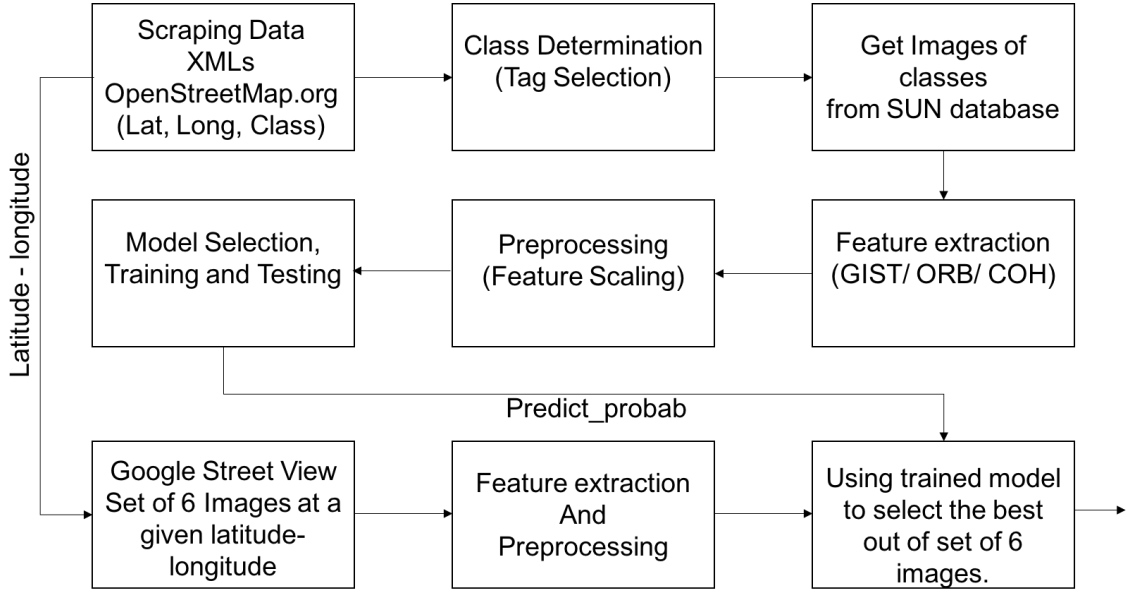 Scraping Data
XMLs
OpenStreetMap.org
(Lat, Long, Class)
Class Determination
(Tag Selection)
Get Images of
classes
from SUN database
Latitude - longitude
Model Selection,
Training and Testing
Preprocessing
(Feature Scaling)
Feature extraction
(GIST/ ORB/ COH)
Predict_probab
Google Street View
Set of 6 Images at a
given latitude-
longitude
Feature extraction
And
Preprocessing
Using trained model
to select the best
out of set of 6
images.